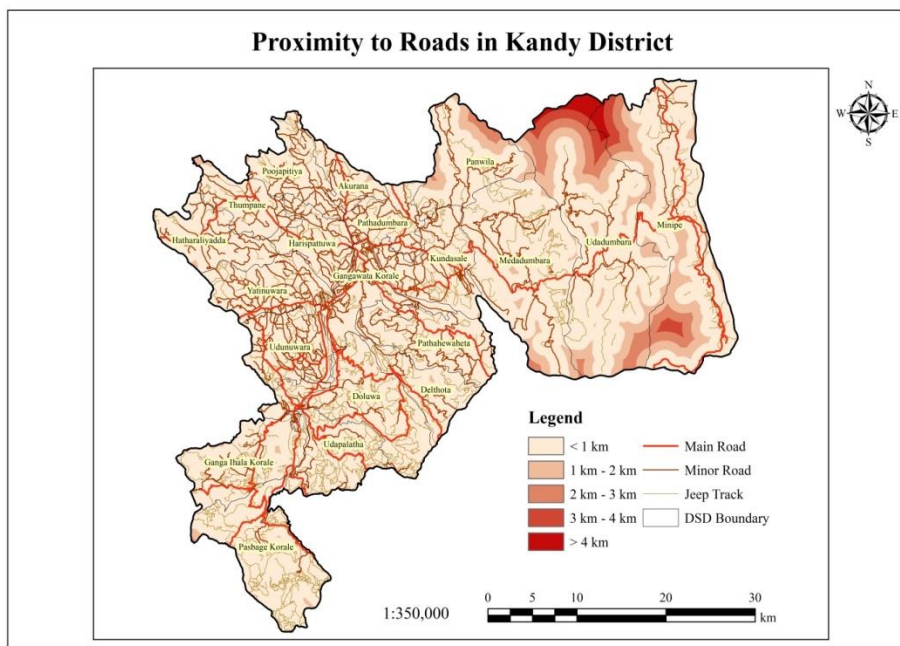 Proximity to Roads in Kandy District
N
W E
S
Poojapitiya
Akurana
Panwila
Thumpane
Pathadumbara
Hatharaliyadda
Harispattuwa
Udadumbara
Minipe
Kundasale
Medadumbara
Gangawata Korale
Yatinuwara
Udunuwara
Pathahewaheta
Doluwa
Delthota
Udapalatha
Ganga Ihala Korale
Pasbage Korale
Legend
< 1 km
1 km - 2 km
2 km - 3 km
3 km - 4 km
> 4 km
Main Road
Minor Road
Jeep Track
DSD Boundary
1:350,000
0 5 10 20 30
km